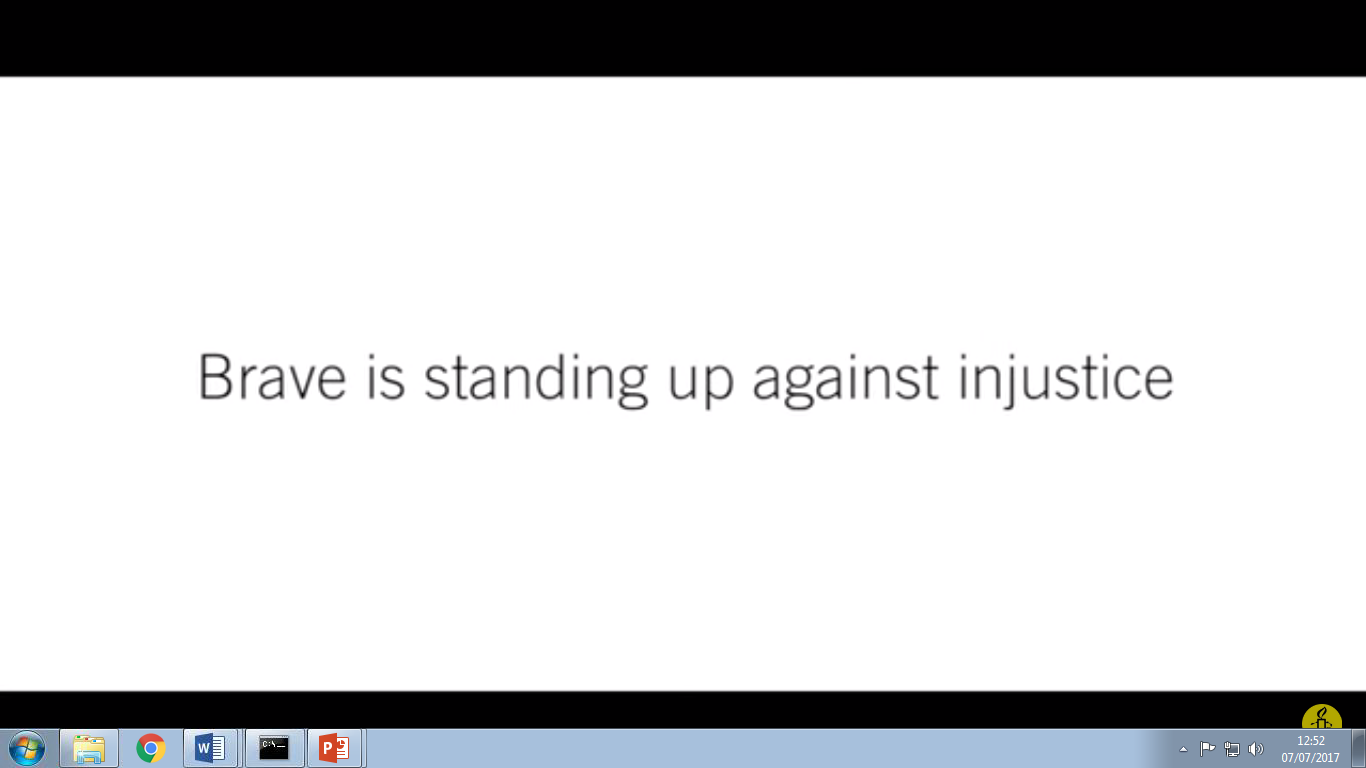 Brave is standing up against injustice
C:\_
12:52
07/07/2017